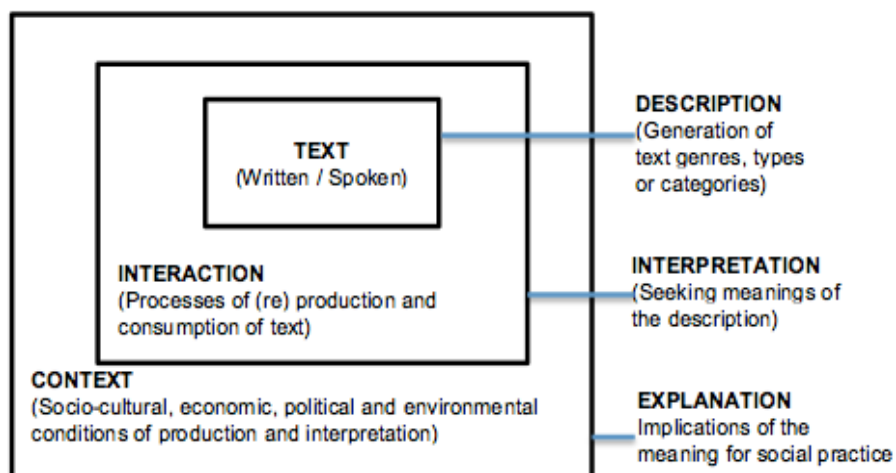 TEXT
(Written / Spoken)
INTERACTION
(Processes of (re) production and
consumption of text)
CONTEXT
(Socio-cultural, economic, political and environmental
conditions of production and interpretation)
DESCRIPTION
(Generation of
text genres, types
or categories)
INTERPRETATION
(Seeking meanings of
the description)
EXPLANATION
Implications of the
meaning for social practice